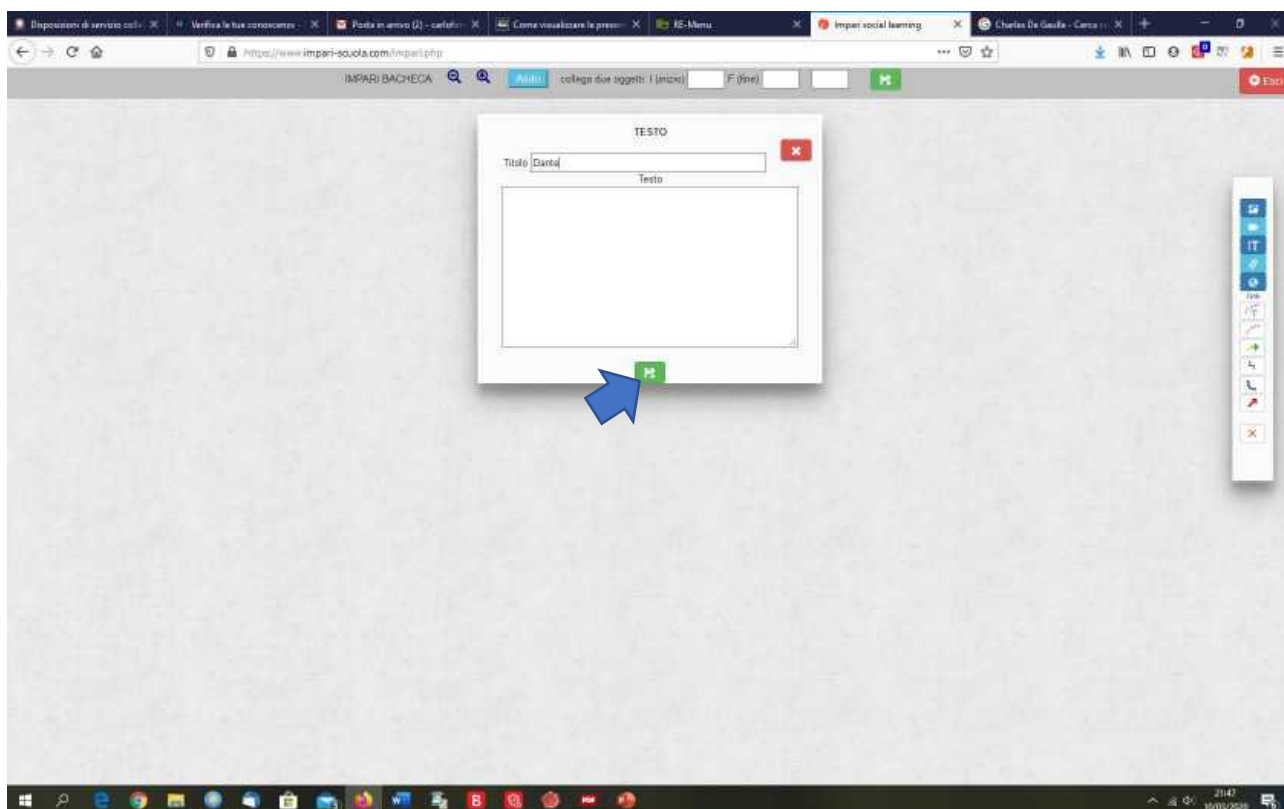 Disposizioni di servizio coll
Verifica le tue conoscenze -
Posta in arrivo (2) - carlofor
Come visualizzare le presen
RE-Menu
Impari social learning
Charles De Gaulle - Cerca
https://www.impari-scuola.com/impari.php
IMPARI BACHECA
Aiuto
collega due oggetti: I (inizio)
F (fine)
Esci
TESTO
Titolo Dante
Testo
IT
21:47